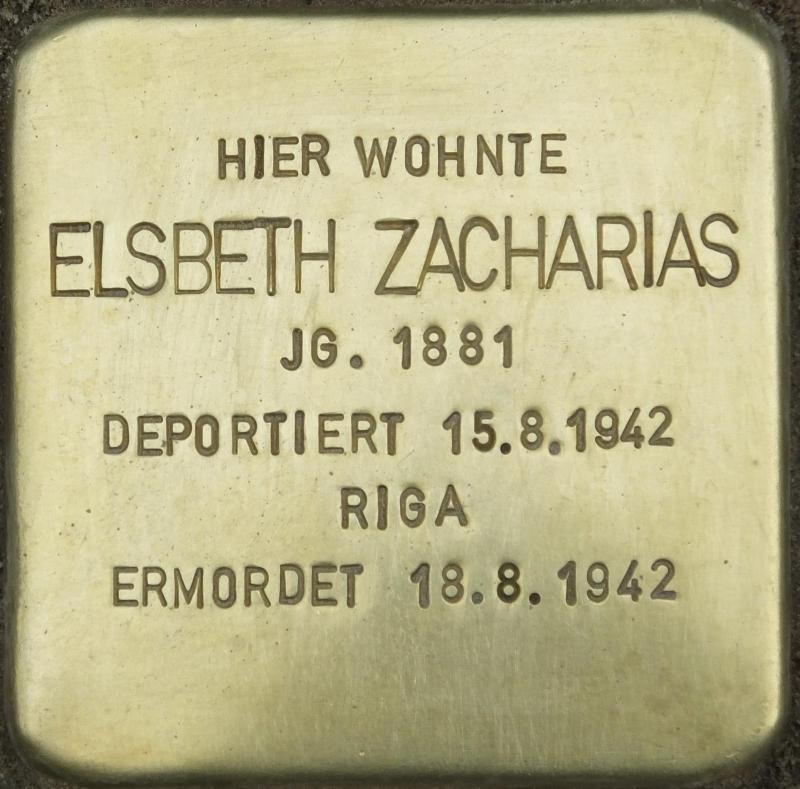 HIER WOHNTE
ELSBETH ZACHARIAS
JG. 1881
DEPORTIERT 15.8.1942
RIGA
ERMORDET 18.8.1942